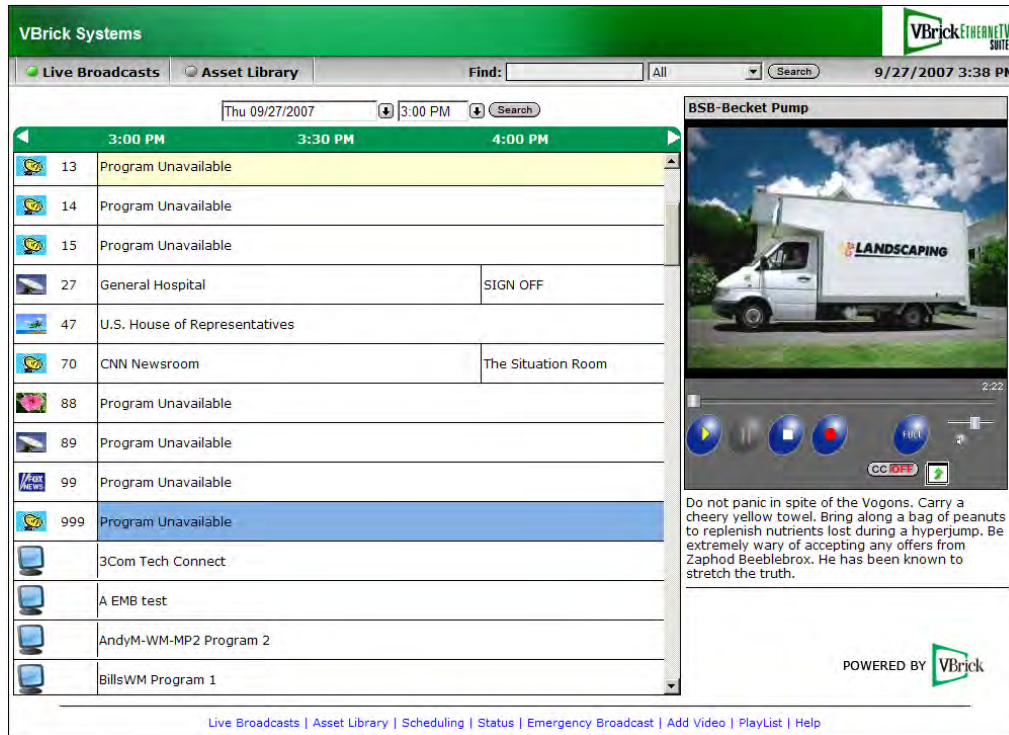 VBrick Systems
VBrick ETHERNETV
SUITE
Live Broadcasts
Asset Library
Find:
All
Search
9/27/2007 3:38 PM
Thu 09/27/2007
3:00 PM
Search
3:00 PM 3:30 PM 4:00 PM
13 Program Unavailable
14 Program Unavailable
15 Program Unavailable
27 General Hospital SIGN OFF
47 U.S. House of Representatives
70 CNN Newsroom The Situation Room
88 Program Unavailable
89 Program Unavailable
FOX
NEWS
99 Program Unavailable
999 Program Unavailable
3Com Tech Connect
A EMB test
AndyM-WM-MP2 Program 2
BillsWM Program 1
BSB-Becket Pump
LANDSCAPING
2:22
FULL
CC OFF
Do not panic in spite of the Vogons. Carry a
cheery yellow towel. Bring along a bag of peanuts
to replenish nutrients lost during a hyperjump. Be
extremely wary of accepting any offers from
Zaphod Beeblebrox. He has been known to
stretch the truth.
POWERED BY VBrick
Live Broadcasts | Asset Library | Scheduling | Status | Emergency Broadcast | Add Video | PlayList | Help